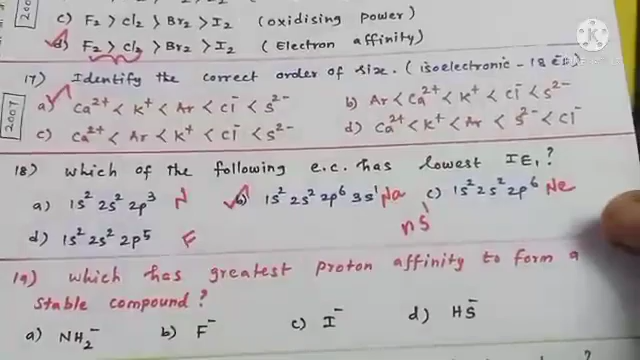 c) F₂ > Cl₂ > Br₂ > I₂ (oxidising power)
d) F₂ > Cl₂ > Br₂ > I₂ (Electron affinity)
17) Identify the correct order of size. (isoelectronic - 18 es)
2007
a) Ca²⁺ < K⁺ < Ar < Cl⁻ < S²⁻ b) Ar < Ca²⁺ < K⁺ < Cl⁻ < S²⁻
c) Ca²⁺ < Ar < K⁺ < Cl⁻ < S²⁻ d) Ca²⁺ < K⁺ < Ar < S²⁻ < Cl⁻
18) which of the following e.c. has lowest IE₁?
a) 1s² 2s² 2p³ N b) 1s² 2s² 2p⁶ 3s¹ Na c) 1s² 2s² 2p⁶ Ne
d) 1s² 2s² 2p⁵ F ns¹
19) which has greatest proton affinity to form a
stable compound?
a) NH₂⁻ b) F⁻ c) I⁻ d) HS⁻